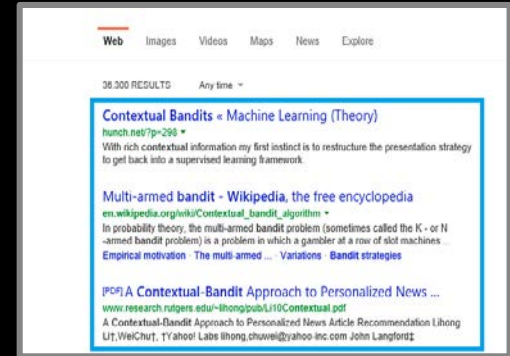 Web Images Videos Maps News Explore
36,300 RESULTS Any time
Contextual Bandits « Machine Learning (Theory)
hunch.net/?p=298
With rich contextual information my first instinct is to restructure the presentation strategy
to get back into a supervised learning framework.
Multi-armed bandit - Wikipedia, the free encyclopedia
en.wikipedia.org/wiki/Contextual_bandit_algorithm
In probability theory, the multi-armed bandit problem (sometimes called the K - or N
-armed bandit problem) is a problem in which a gambler at a row of slot machines ...
Empirical motivation · The multi-armed ... · Variations · Bandit strategies
[PDF] A Contextual-Bandit Approach to Personalized News ...
www.research.rutgers.edu/~lihong/pub/Li10Contextual.pdf
A Contextual-Bandit Approach to Personalized News Article Recommendation Lihong
Li†,WeiChu†, †Yahoo! Labs lihong,chuwei@yahoo-inc.com John Langford‡